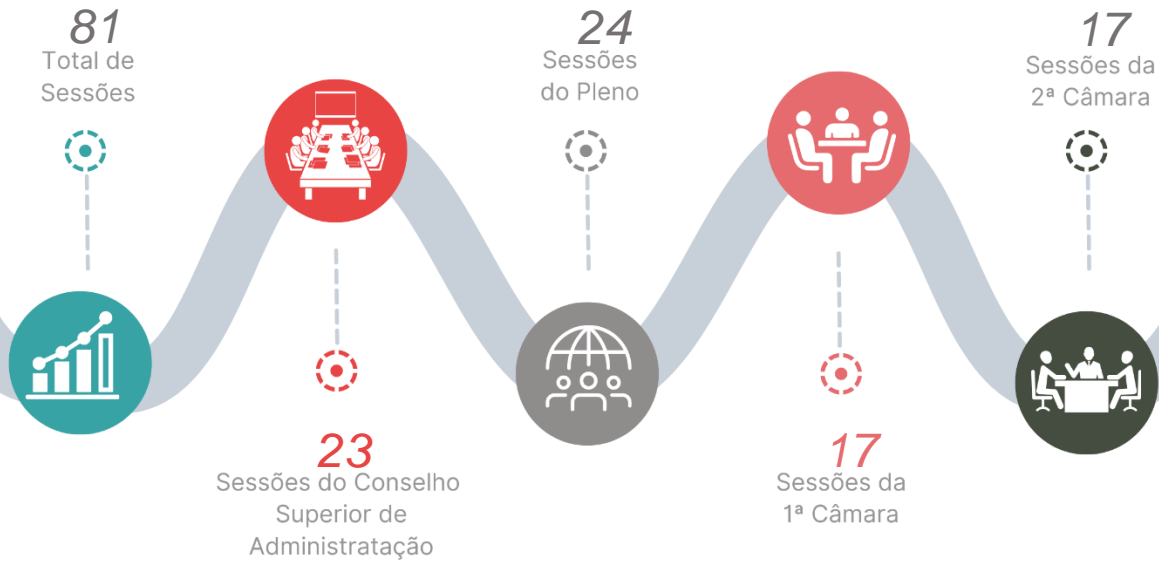 81
Total de
Sessões
23
Sessões do Conselho
Superior de
Administratação
24
Sessões
do Pleno
17
Sessões da
1ª Câmara
17
Sessões da
2ª Câmara